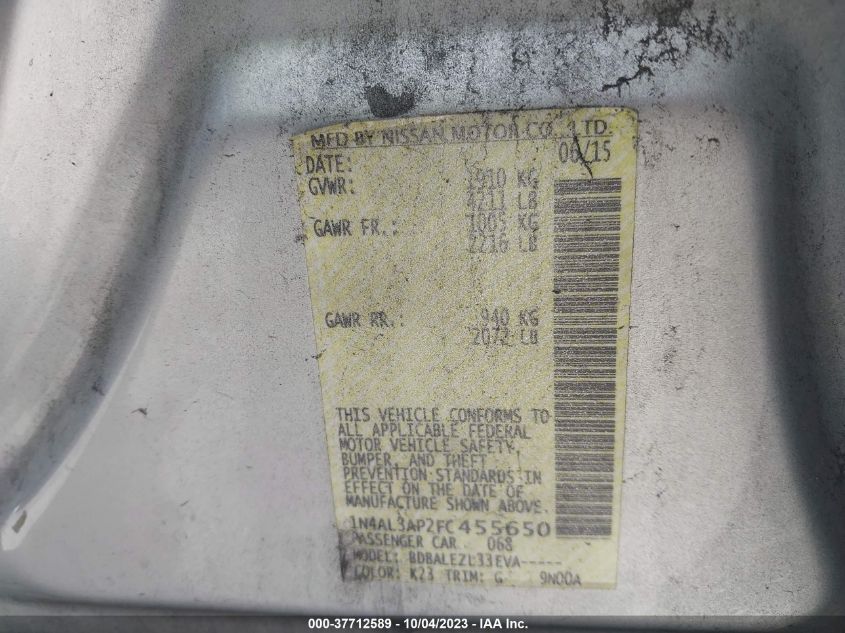 MFD BY NISSAN MOTOR CO., LTD.
DATE: 06/15
GVWR: 1910 KG
4211 LB
GAWR FR.: 1005 KG
2216 LB
GAWR RR.: 940 KG
2072 LB
THIS VEHICLE CONFORMS TO
ALL APPLICABLE FEDERAL
MOTOR VEHICLE SAFETY,
BUMPER, AND THEFT
PREVENTION STANDARDS IN
EFFECT ON THE DATE OF
MANUFACTURE SHOWN ABOVE.
1N4AL3AP2FC455650
PASSENGER CAR 068
MODEL: BDBALEZL33EVA-----
COLOR: K23 TRIM: G 9N00A
000-37712589 - 10/04/2023 - IAA Inc.